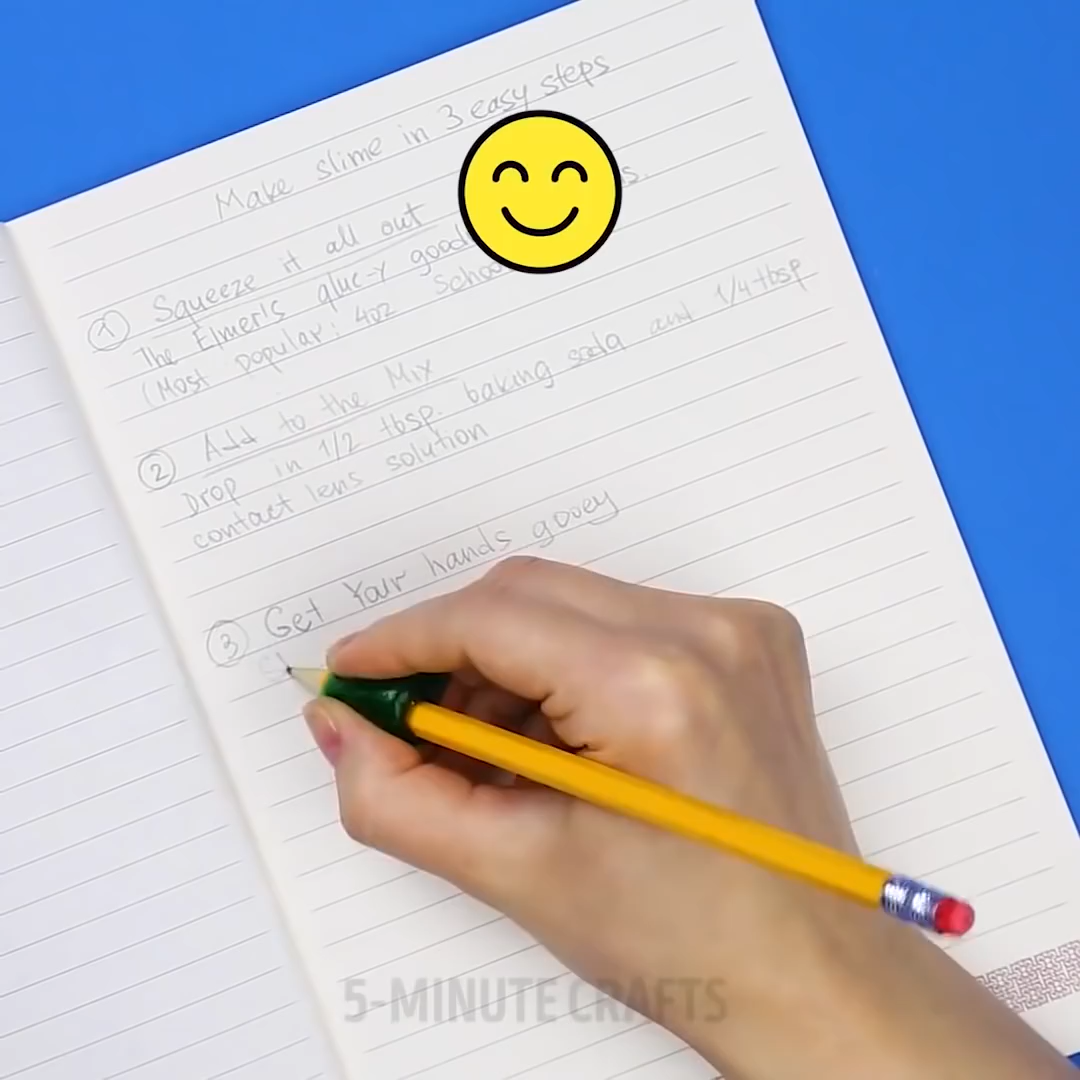 Make slime in 3 easy steps
① Squeeze it all out
The Elmer's glue-y
(Most popular: 4oz
② Add to the Mix
Drop in 1/2 tbsp. baking soda and 1/4 tbsp
contact lens solution
③ Get Your hands gooey
5-MINUTE CRAFTS